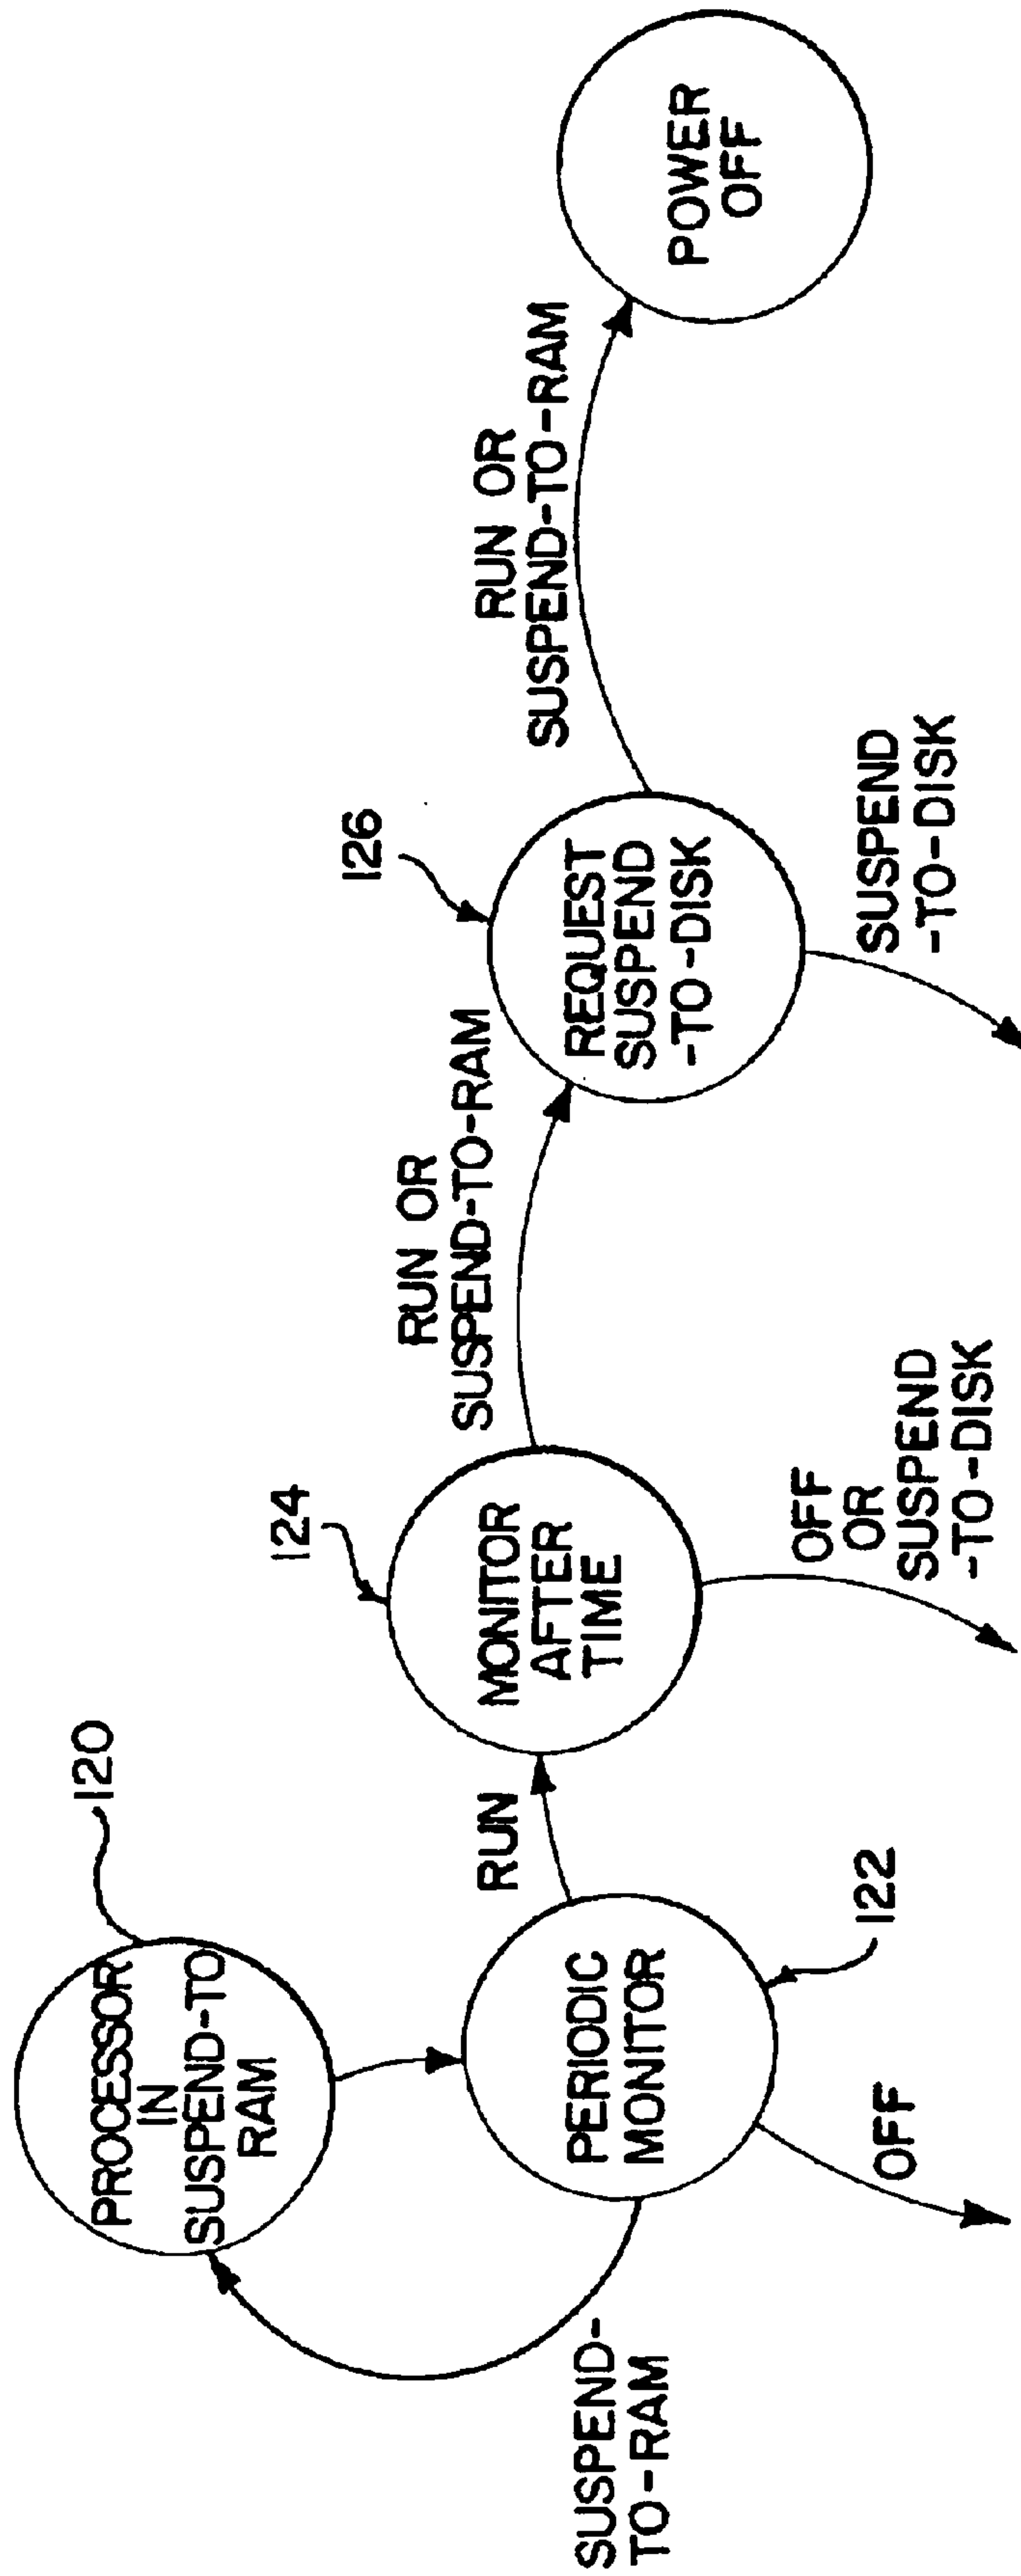 120
PROCESSOR
IN
SUSPEND-TO
RAM
SUSPEND-
TO-RAM
PERIODIC
MONITOR
122
OFF
RUN
124
MONITOR
AFTER
TIME
OFF
OR
SUSPEND
-TO-DISK
RUN OR
SUSPEND-TO-RAM
126
REQUEST
SUSPEND
-TO-DISK
SUSPEND
-TO-DISK
RUN OR
SUSPEND-TO-RAM
POWER
OFF